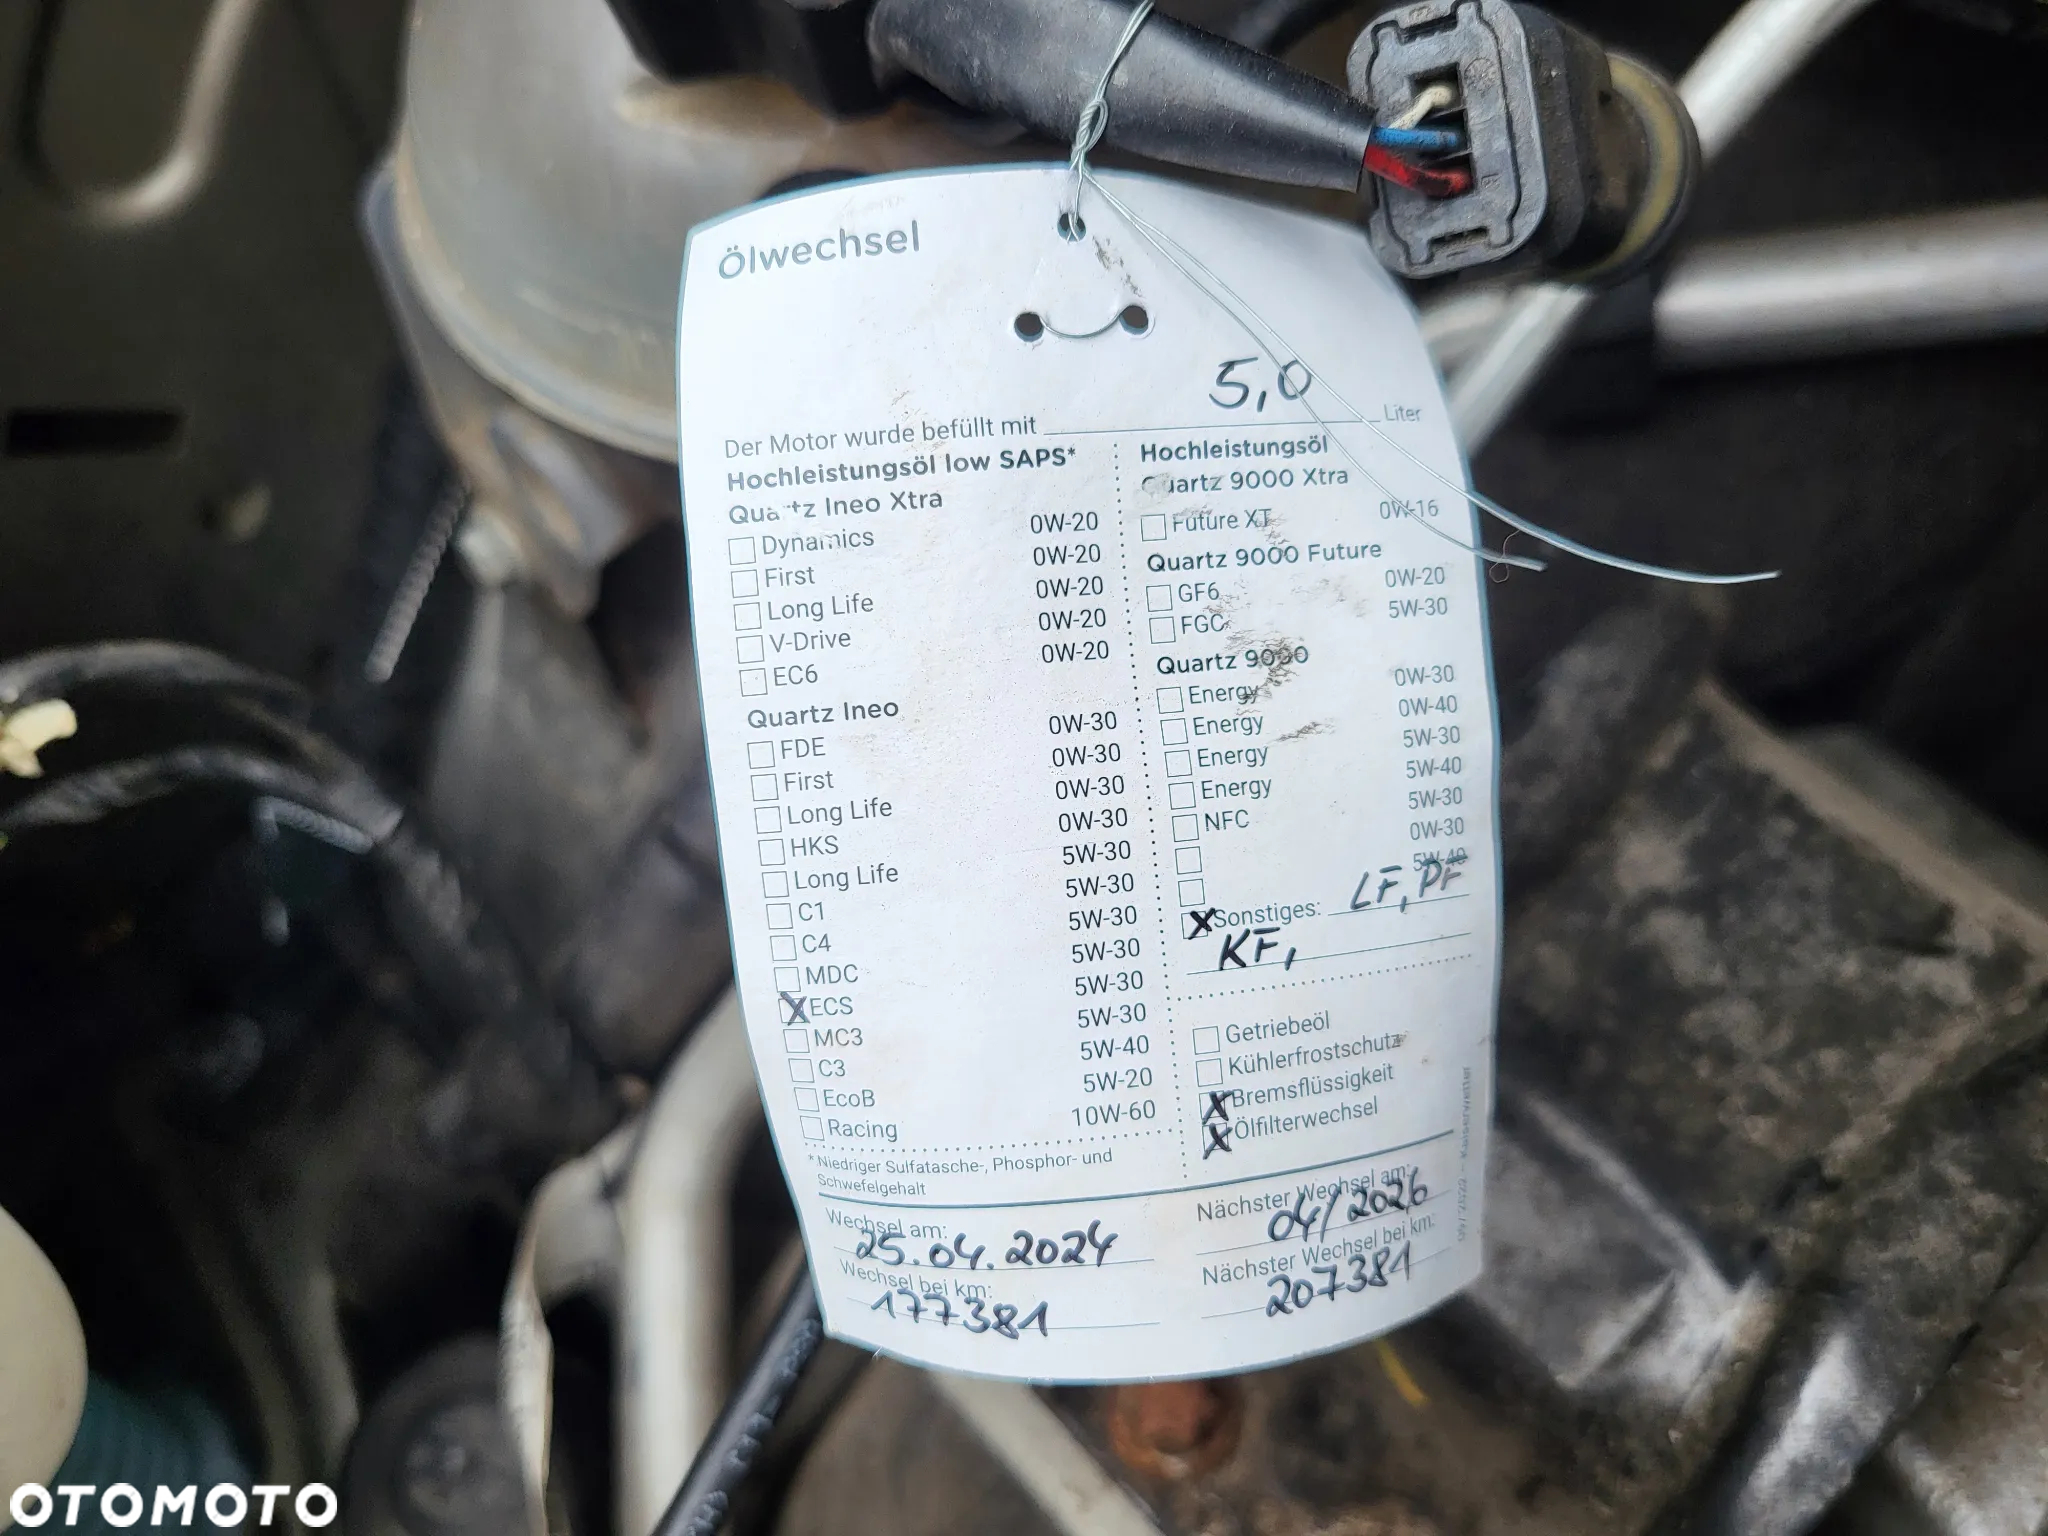 Ölwechsel
5,0
Der Motor wurde befüllt mit Liter
Hochleistungsöl low SAPS*
Quartz Ineo Xtra
Dynamics 0W-20
First 0W-20
Long Life 0W-20
V-Drive 0W-20
EC6 0W-20
Quartz Ineo
FDE 0W-30
First 0W-30
Long Life 0W-30
HKS 0W-30
Long Life 5W-30
C1 5W-30
C4 5W-30
MDC 5W-30
X ECS 5W-30
MC3 5W-30
C3 5W-40
EcoB 5W-20
Racing 10W-60
*Niedriger Sulfatasche-, Phosphor- und
Schwefelgehalt
Hochleistungsöl
Quartz 9000 Xtra
Future XT 0W-16
Quartz 9000 Future
GF6 0W-20
FGC 5W-30
Quartz 9000
Energy 0W-30
Energy 0W-40
Energy 5W-30
Energy 5W-40
NFC 5W-30
0W-30
5W-40
X Sonstiges: LF, PF
KF,
Getriebeöl
Kühlerfrostschutz
X Bremsflüssigkeit
X Ölfilterwechsel
Wechsel am:
25.04.2024
Wechsel bei km:
177381
Nächster Wechsel am:
04/2026
Nächster Wechsel bei km:
207381
OTOMOTO